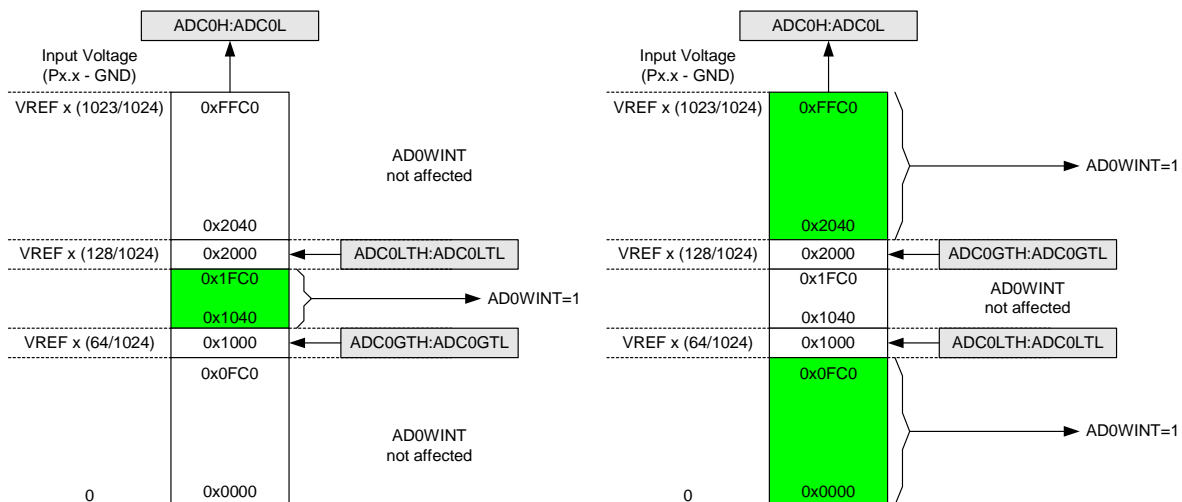 ADC0H:ADC0L
Input Voltage
(Px.x - GND)
VREF x (1023/1024)
0xFFC0
AD0WINT
not affected
0x2040
VREF x (128/1024)
0x2000
ADC0LTH:ADC0LTL
0x1FC0
AD0WINT=1
0x1040
VREF x (64/1024)
0x1000
ADC0GTH:ADC0GTL
0x0FC0
AD0WINT
not affected
0
0x0000
ADC0H:ADC0L
Input Voltage
(Px.x - GND)
VREF x (1023/1024)
0xFFC0
AD0WINT=1
0x2040
VREF x (128/1024)
0x2000
ADC0GTH:ADC0GTL
0x1FC0
AD0WINT
not affected
0x1040
VREF x (64/1024)
0x1000
ADC0LTH:ADC0LTL
0x0FC0
AD0WINT=1
0
0x0000